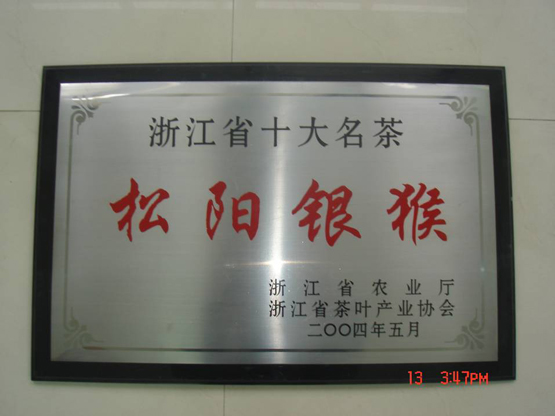 浙江省十大名茶
松阳银猴
浙江省农业厅
浙江省茶叶产业协会
二〇〇四年五月
13 3:47PM